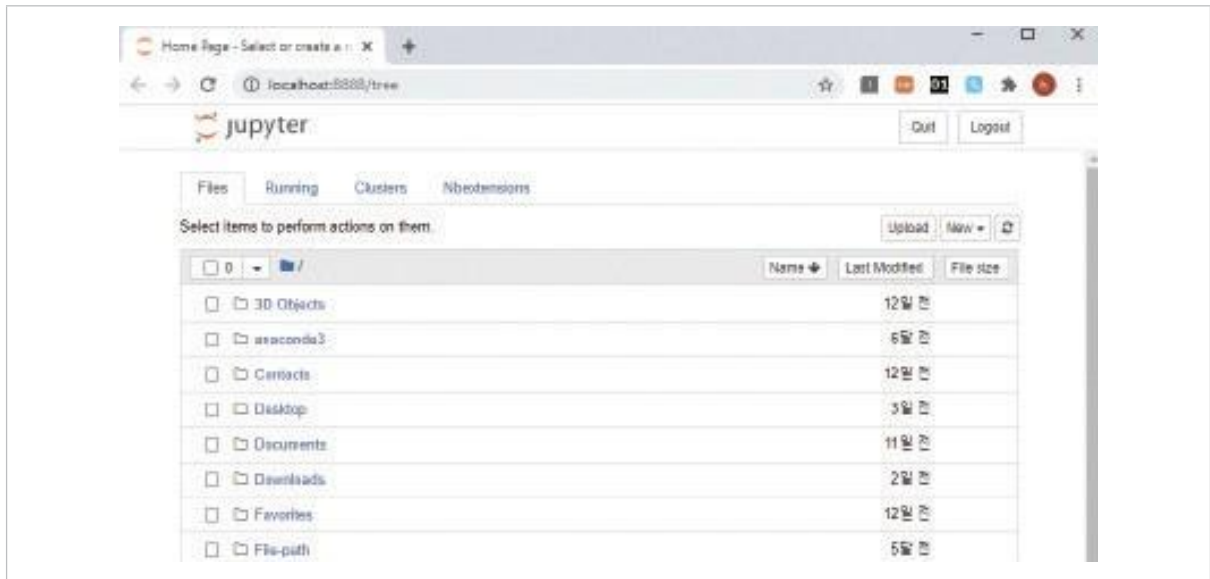 Home Page - Select or create a n
localhost:8888/tree
01
jupyter
Quit
Logout
Files
Running
Clusters
Nbextensions
Select items to perform actions on them.
Upload
New
0
/
Name
Last Modified
File size
3D Objects
12일 전
anaconda3
6달 전
Contacts
12일 전
Desktop
3일 전
Documents
11일 전
Downloads
2일 전
Favorites
12일 전
File-path
5달 전